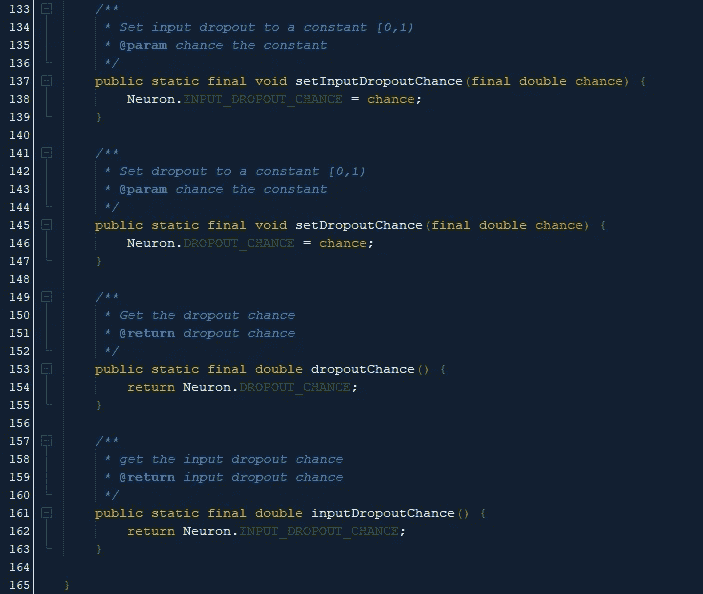 133 /**
134 * Set input dropout to a constant [0,1)
135 * @param chance the constant
136 */
137 public static final void setInputDropoutChance(final double chance) {
138 Neuron.INPUT_DROPOUT_CHANCE = chance;
139 }
140
141 /**
142 * Set dropout to a constant [0,1)
143 * @param chance the constant
144 */
145 public static final void setDropoutChance(final double chance) {
146 Neuron.DROPOUT_CHANCE = chance;
147 }
148
149 /**
150 * Get the dropout chance
151 * @return dropout chance
152 */
153 public static final double dropoutChance() {
154 return Neuron.DROPOUT_CHANCE;
155 }
156
157 /**
158 * get the input dropout chance
159 * @return input dropout chance
160 */
161 public static final double inputDropoutChance() {
162 return Neuron.INPUT_DROPOUT_CHANCE;
163 }
164
165 }